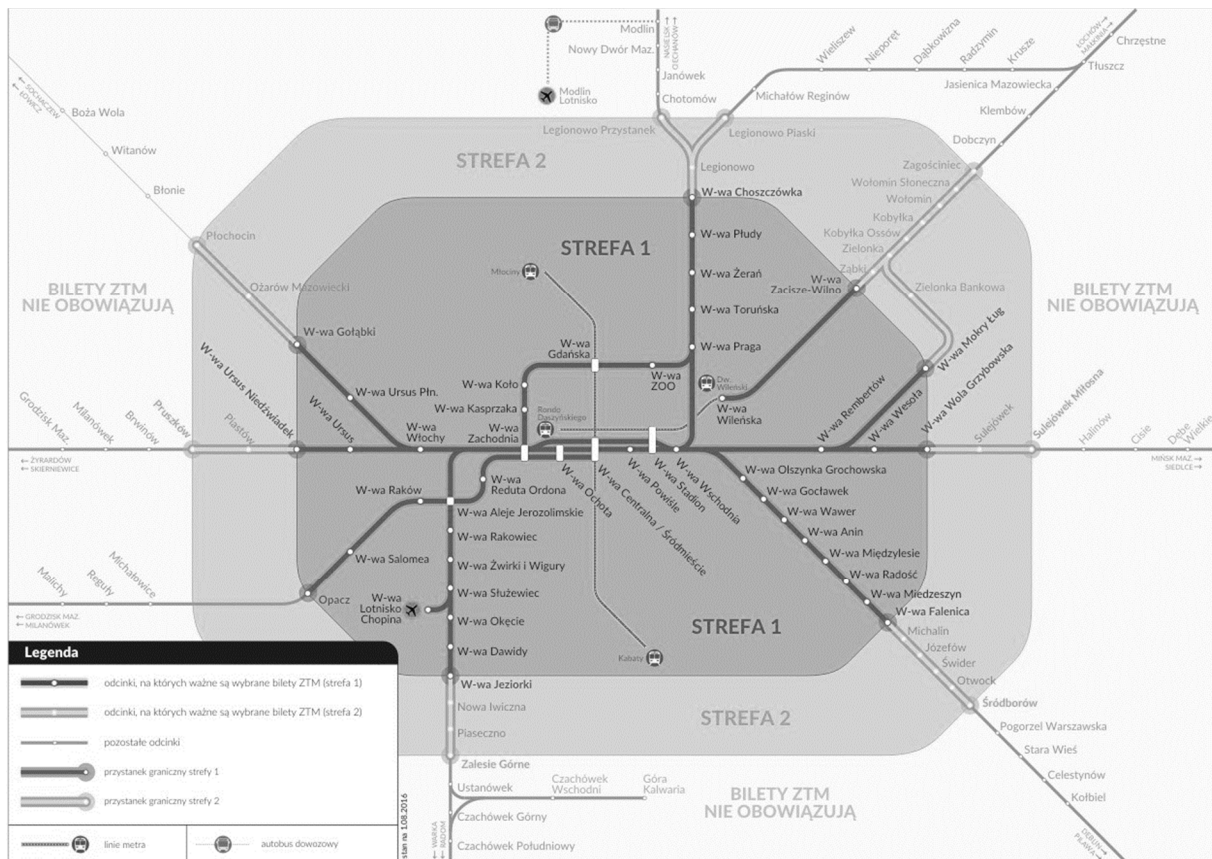 Modlin
Nowy Dwór Maz.
Janówek
Chotomów
NASIELSK
CIECHANÓW
Modlin
Lotnisko
Wieliszew
Nieporęt
Dąbkowizna
Radzymin
Krusze
Michałów Reginów
ŁOCHÓW
MAŁKINIA
Chrzęstne
Tłuszcz
Jasienica Mazowiecka
Klembów
Dobczyn
SOCHACZEW
ŁOWICZ
Boża Wola
Witanów
Błonie
Płochocin
Ożarów Mazowiecki
W-wa Gołąbki
W-wa Ursus Płn.
W-wa
Włochy
STREFA 2
Legionowo Przystanek
Legionowo Piaski
Legionowo
W-wa Choszczówka
W-wa Płudy
W-wa Żerań
W-wa Toruńska
W-wa Praga
Zagościniec
Wołomin Słoneczna
Wołomin
Kobyłka
Kobyłka Ossów
Zielonka
Ząbki
Zielonka Bankowa
W-wa
Zacisze-Wilno
STREFA 1
Młociny
W-wa
Gdańska
W-wa
ZOO
Dw.
Wileński
W-wa
Wileńska
BILETY ZTM
NIE OBOWIĄZUJĄ
BILETY ZTM
NIE OBOWIĄZUJĄ
W-wa Koło
W-wa Kasprzaka
W-wa
Zachodnia
Rondo
Daszyńskiego
Grodzisk Maz.
Milanówek
Brwinów
Pruszków
Piastów
W-wa Ursus Niedźwiadek
W-wa Ursus
ŻYRARDÓW
SKIERNIEWICE
W-wa Rembertów
W-wa Wesoła
W-wa Mokry Ług
W-wa Wola Grzybowska
Sulejówek
Sulejówek Miłosna
Halinów
Cisie
Dębe
Wielkie
MIŃSK MAZ.
SIEDLCE
W-wa
Reduta Ordona
W-wa Ochota
W-wa Centralna / Śródmieście
W-wa Powiśle
W-wa Stadion
W-wa Wschodnia
W-wa Raków
W-wa Salomea
Opacz
Michałowice
Reguły
Malichy
GRODZISK MAZ.
MILANÓWEK
W-wa Aleje Jerozolimskie
W-wa Rakowiec
W-wa Żwirki i Wigury
W-wa Służewiec
W-wa Okęcie
W-wa Dawidy
W-wa Jeziorki
W-wa
Lotnisko
Chopina
W-wa Olszynka Grochowska
W-wa Gocławek
W-wa Wawer
W-wa Anin
W-wa Międzylesie
W-wa Radość
W-wa Miedzeszyn
W-wa Falenica
Michalin
Józefów
Świder
Otwock
Śródborów
Pogorzel Warszawska
Stara Wieś
Celestynów
Kołbiel
DĘBLIN
PILAWA
STREFA 1
Kabaty
STREFA 2
Nowa Iwiczna
Piaseczno
Zalesie Górne
Ustanówek
Czachówek
Wschodni
Góra
Kalwaria
Czachówek Górny
Czachówek Południowy
WARKA
RADOM
BILETY ZTM
NIE OBOWIĄZUJĄ
Legenda
odcinki, na których ważne są wybrane bilety ZTM (strefa 1)
odcinki, na których ważne są wybrane bilety ZTM (strefa 2)
pozostałe odcinki
przystanek graniczny strefy 1
przystanek graniczny strefy 2
linie metra
autobus dowozowy
stan na 1.08.2016